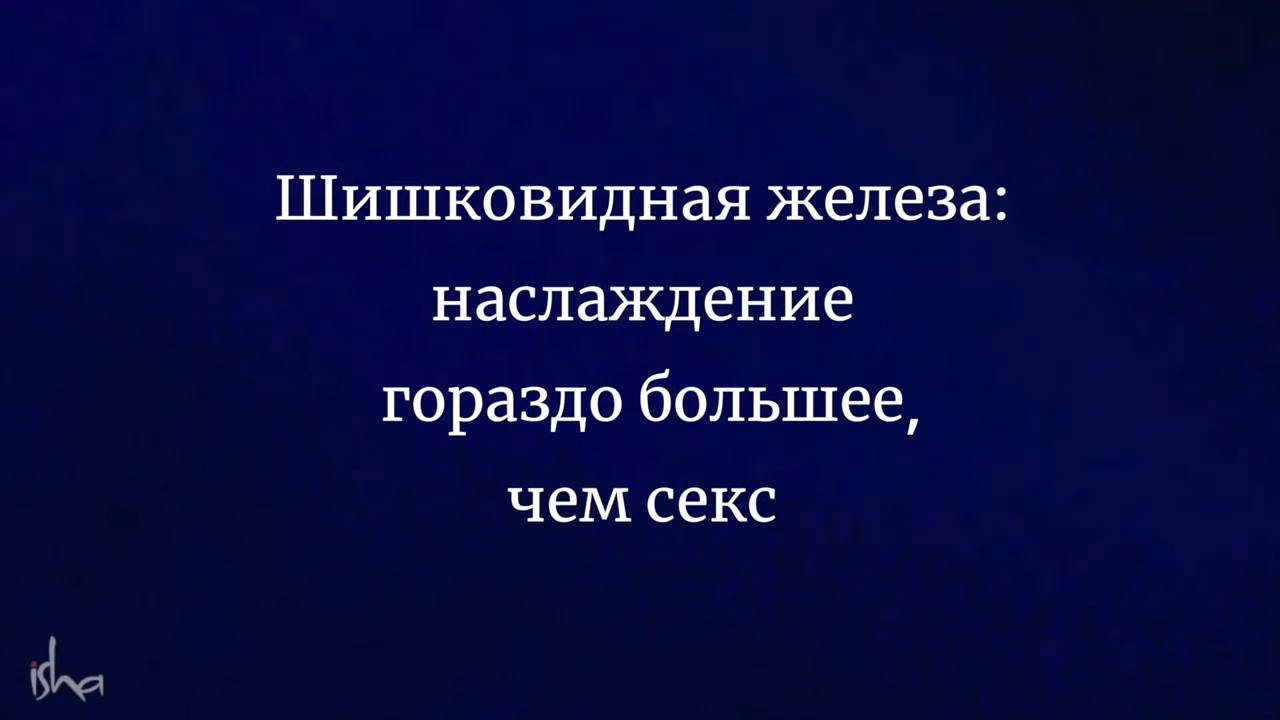 Шишковидная железа:
наслаждение
гораздо большее,
чем секс
isha